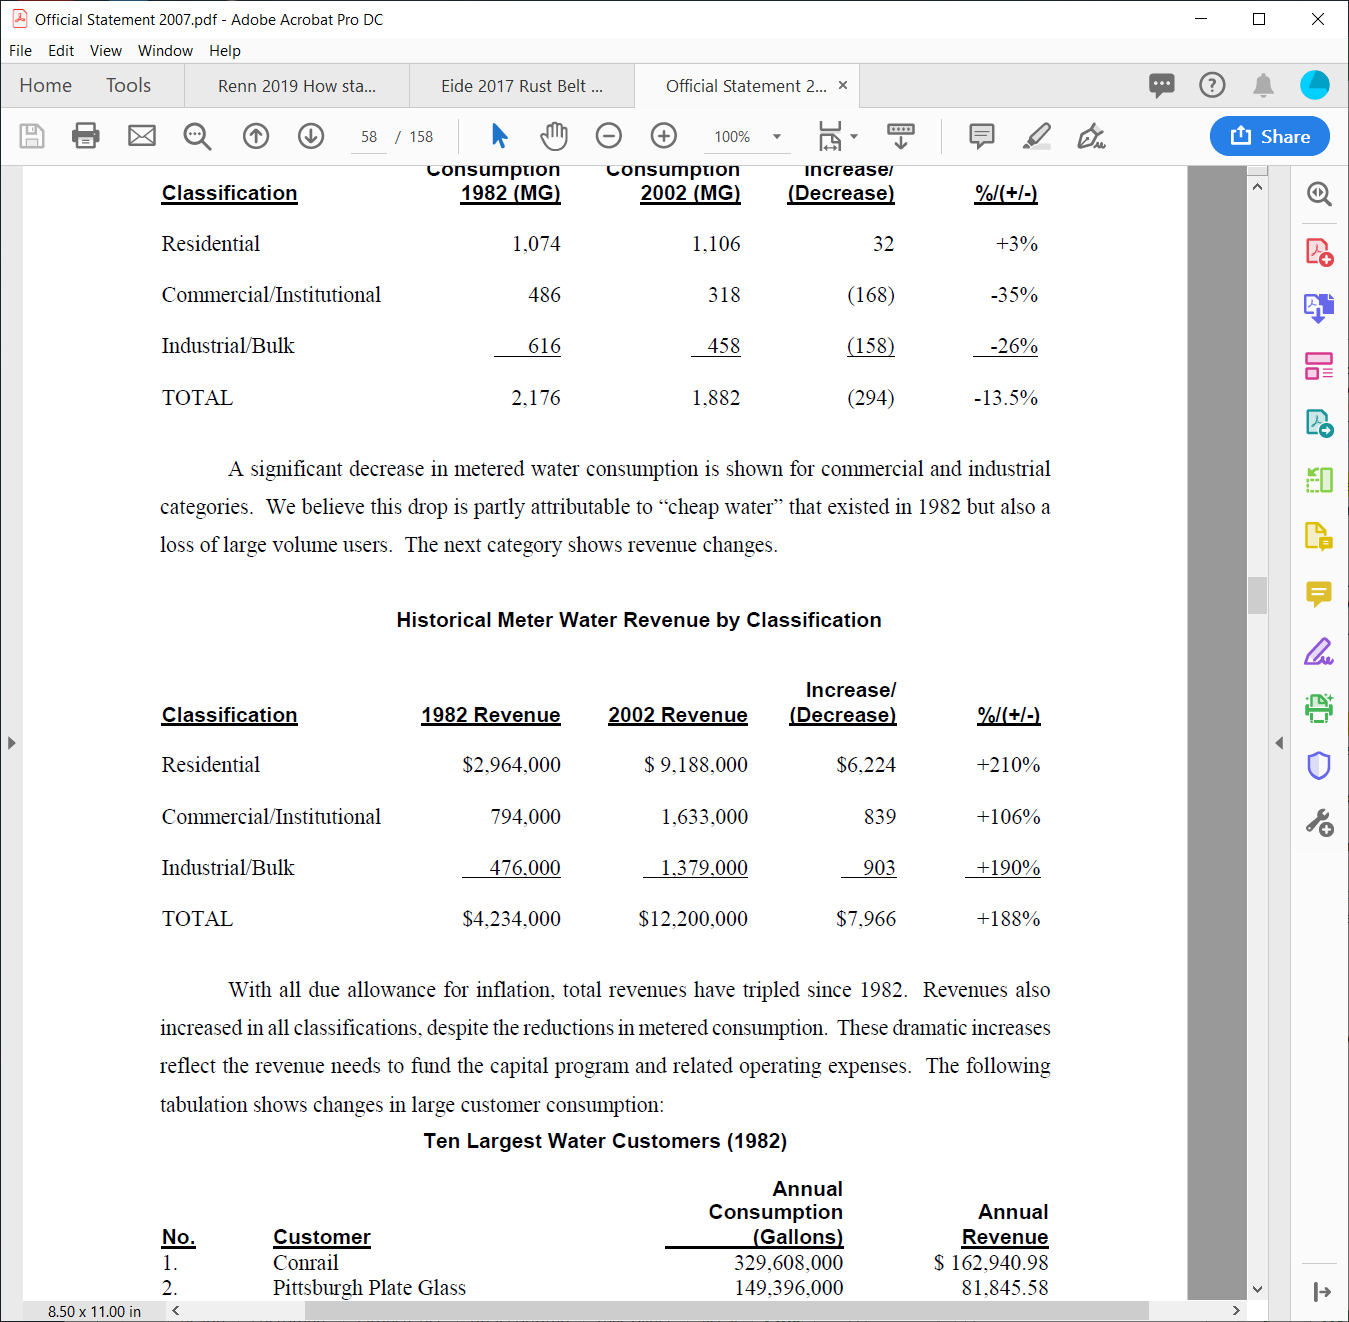 Official Statement 2007.pdf - Adobe Acrobat Pro DC
File Edit View Window Help
Home Tools Renn 2019 How sta... Eide 2017 Rust Belt ... Official Statement 2... ×
58 / 158 100% Share
Consumption Consumption Increase/
Classification 1982 (MG) 2002 (MG) (Decrease) %/(+/-)
Residential 1,074 1,106 32 +3%
Commercial/Institutional 486 318 (168) -35%
Industrial/Bulk 616 458 (158) -26%
TOTAL 2,176 1,882 (294) -13.5%
A significant decrease in metered water consumption is shown for commercial and industrial
categories. We believe this drop is partly attributable to “cheap water” that existed in 1982 but also a
loss of large volume users. The next category shows revenue changes.
Historical Meter Water Revenue by Classification
Increase/
Classification 1982 Revenue 2002 Revenue (Decrease) %/(+/-)
Residential $2,964,000 $ 9,188,000 $6,224 +210%
Commercial/Institutional 794,000 1,633,000 839 +106%
Industrial/Bulk 476,000 1,379,000 903 +190%
TOTAL $4,234,000 $12,200,000 $7,966 +188%
With all due allowance for inflation, total revenues have tripled since 1982. Revenues also
increased in all classifications, despite the reductions in metered consumption. These dramatic increases
reflect the revenue needs to fund the capital program and related operating expenses. The following
tabulation shows changes in large customer consumption:
Ten Largest Water Customers (1982)
Annual
Consumption Annual
No. Customer (Gallons) Revenue
1. Conrail 329,608,000 $ 162,940.98
2. Pittsburgh Plate Glass 149,396,000 81,845.58
8.50 x 11.00 in